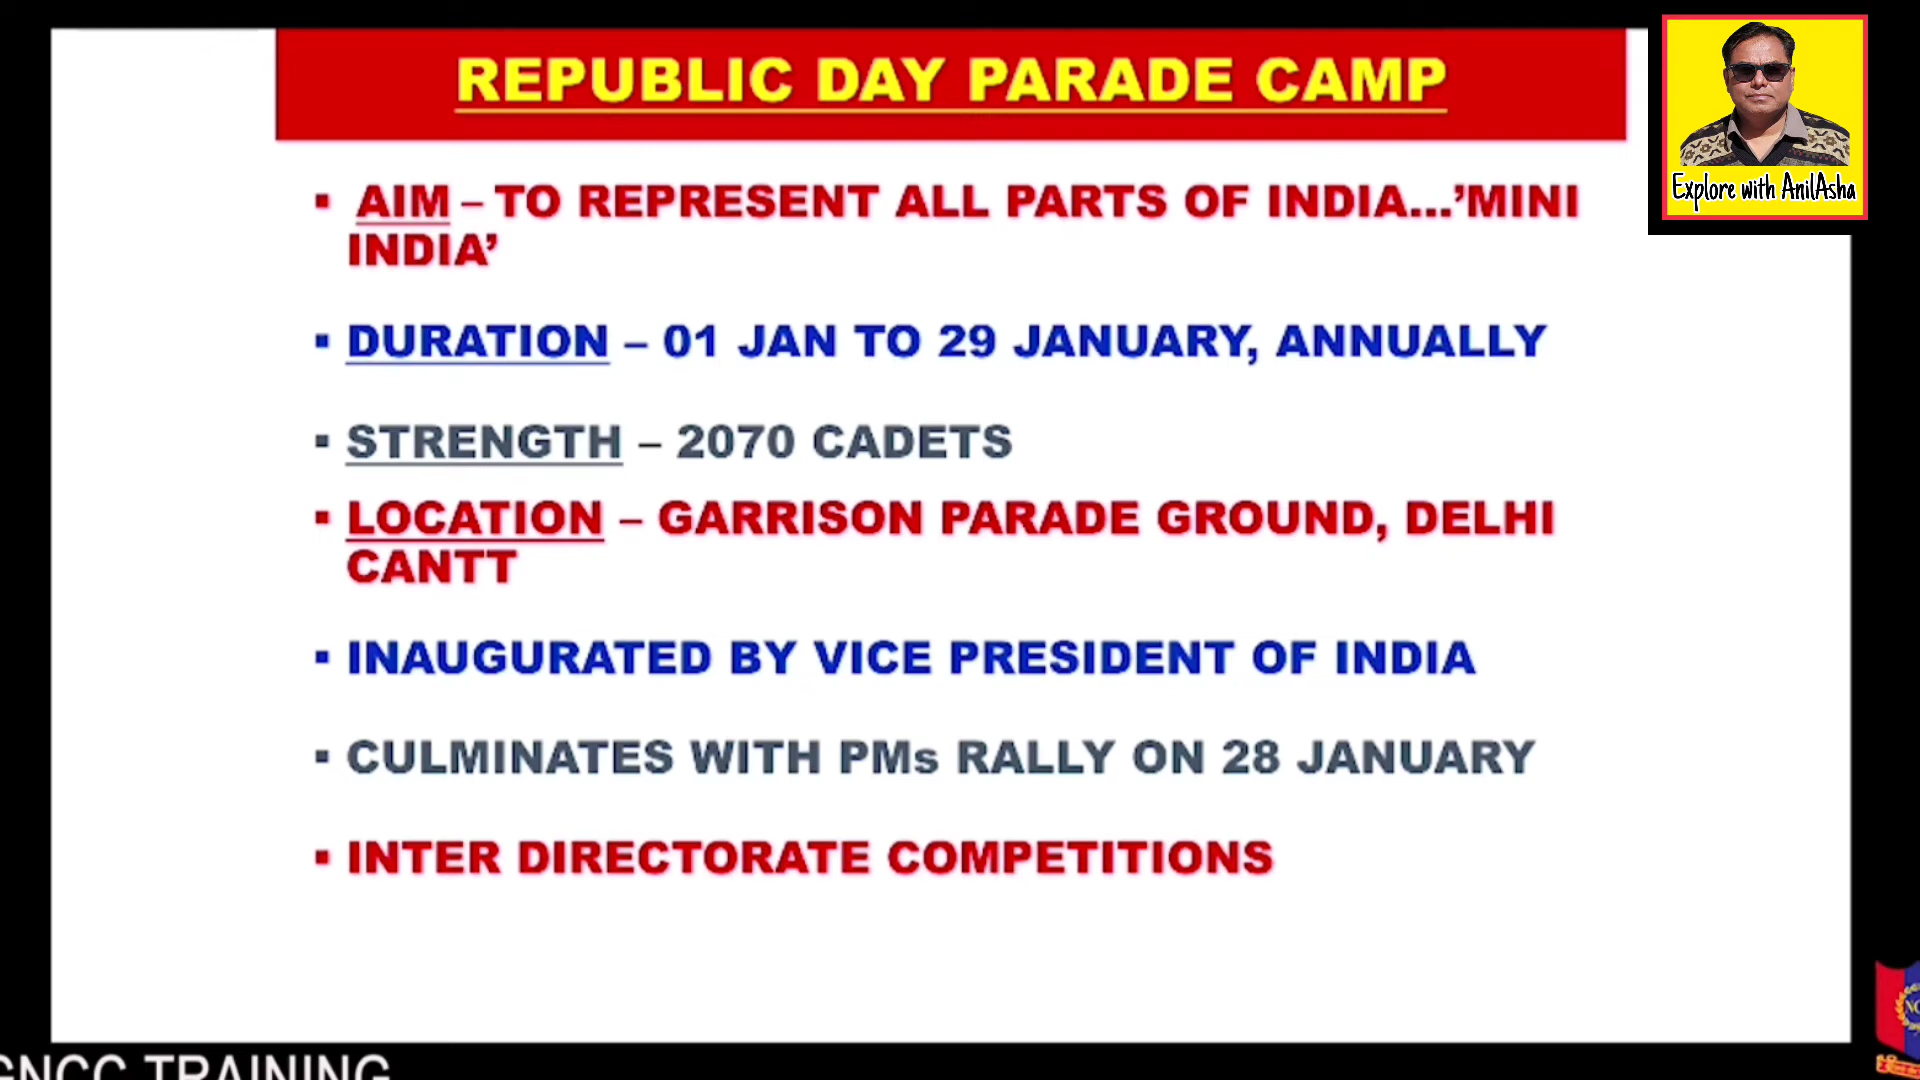 REPUBLIC DAY PARADE CAMP
Explore with AnilAsha
▪ AIM – TO REPRESENT ALL PARTS OF INDIA...’MINI
INDIA’
▪ DURATION – 01 JAN TO 29 JANUARY, ANNUALLY
▪ STRENGTH – 2070 CADETS
▪ LOCATION – GARRISON PARADE GROUND, DELHI
CANTT
▪ INAUGURATED BY VICE PRESIDENT OF INDIA
▪ CULMINATES WITH PMs RALLY ON 28 JANUARY
▪ INTER DIRECTORATE COMPETITIONS
GNCC TRAINING